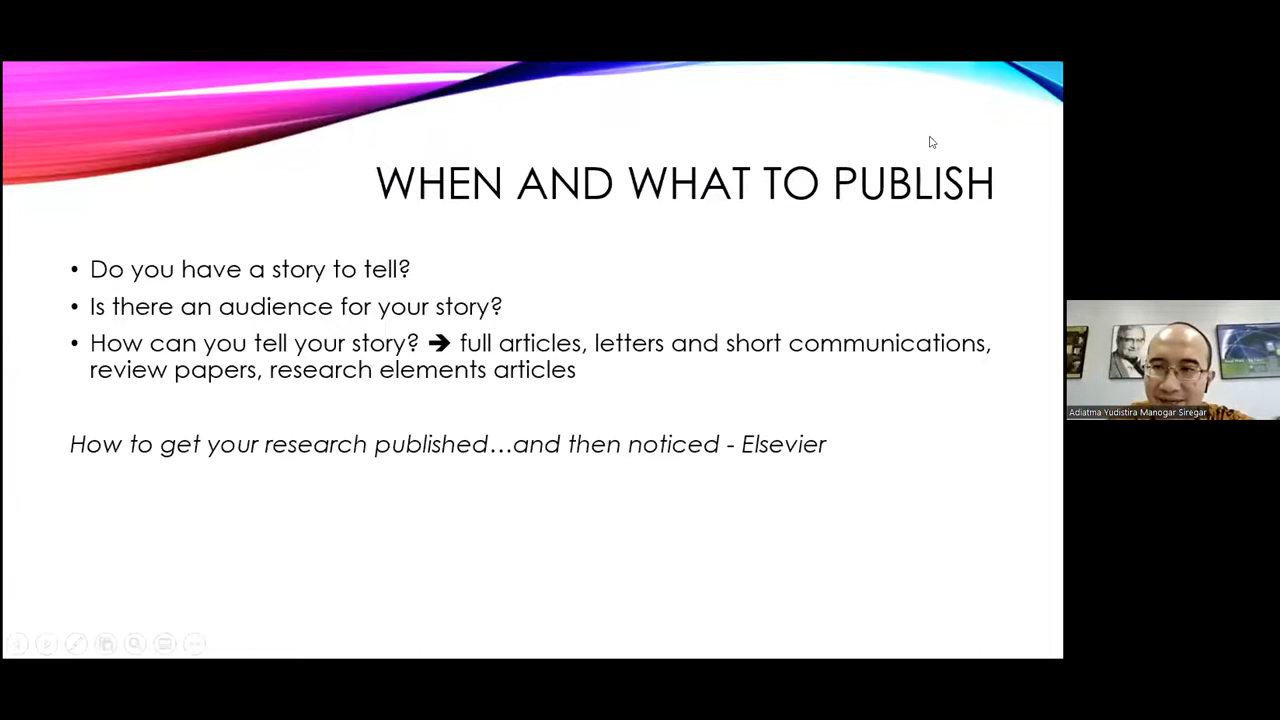 WHEN AND WHAT TO PUBLISH
• Do you have a story to tell?
• Is there an audience for your story?
• How can you tell your story? ➔ full articles, letters and short communications,
review papers, research elements articles
How to get your research published…and then noticed - Elsevier
Adiatma Yudistira Manogar Siregar